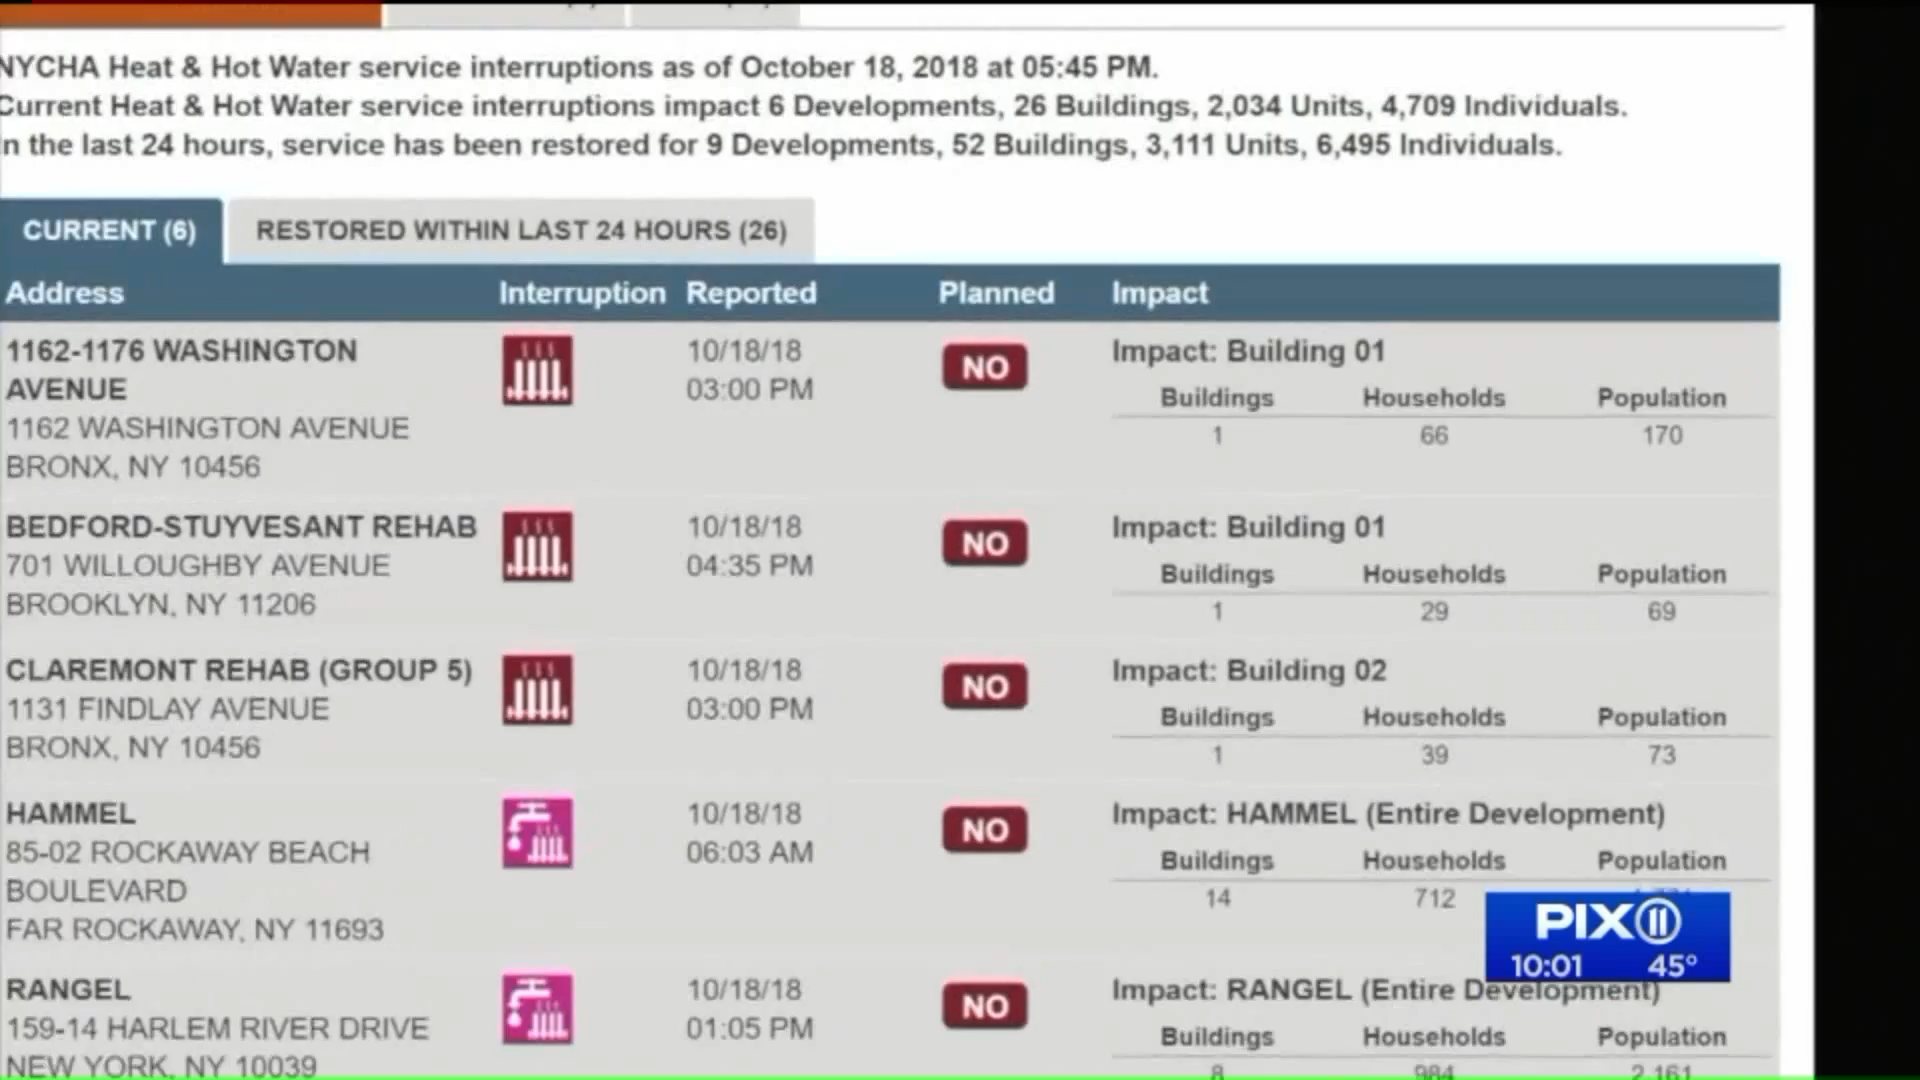 NYCHA Heat & Hot Water service interruptions as of October 18, 2018 at 05:45 PM.
Current Heat & Hot Water service interruptions impact 6 Developments, 26 Buildings, 2,034 Units, 4,709 Individuals.
In the last 24 hours, service has been restored for 9 Developments, 52 Buildings, 3,111 Units, 6,495 Individuals.
CURRENT (6) RESTORED WITHIN LAST 24 HOURS (26)
Address Interruption Reported Planned Impact
1162-1176 WASHINGTON 10/18/18 NO Impact: Building 01
AVENUE 03:00 PM Buildings Households Population
1162 WASHINGTON AVENUE 1 66 170
BRONX, NY 10456
BEDFORD-STUYVESANT REHAB 10/18/18 NO Impact: Building 01
701 WILLOUGHBY AVENUE 04:35 PM Buildings Households Population
BROOKLYN, NY 11206 1 29 69
CLAREMONT REHAB (GROUP 5) 10/18/18 NO Impact: Building 02
1131 FINDLAY AVENUE 03:00 PM Buildings Households Population
BRONX, NY 10456 1 39 73
HAMMEL 10/18/18 NO Impact: HAMMEL (Entire Development)
85-02 ROCKAWAY BEACH 06:03 AM Buildings Households Population
BOULEVARD 14 712
FAR ROCKAWAY, NY 11693
PIX11
10:01 45°
RANGEL 10/18/18 NO Impact: RANGEL (Entire Development)
159-14 HARLEM RIVER DRIVE 01:05 PM Buildings Households Population
NEW YORK, NY 10039 8 984 2,161